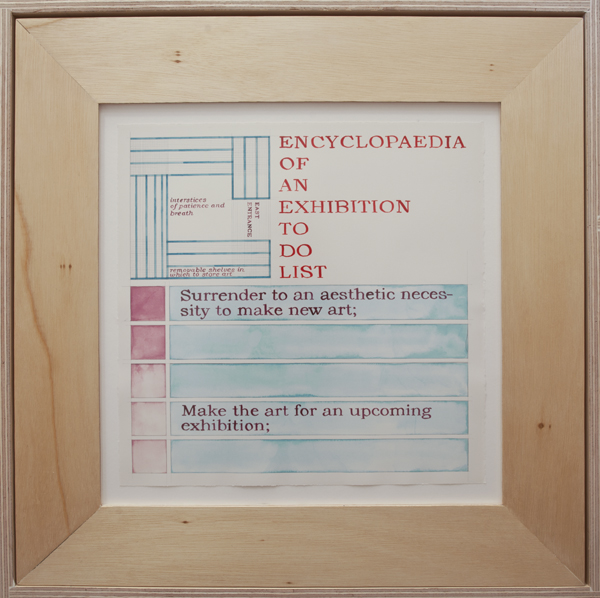 ENCYCLOPAEDIA
OF
AN
EXHIBITION
TO
DO
LIST
interstices
of patience and
breath
EAST
ENTRANCE
removable shelves in
which to store art
Surrender to an aesthetic neces-
sity to make new art;
Make the art for an upcoming
exhibition;